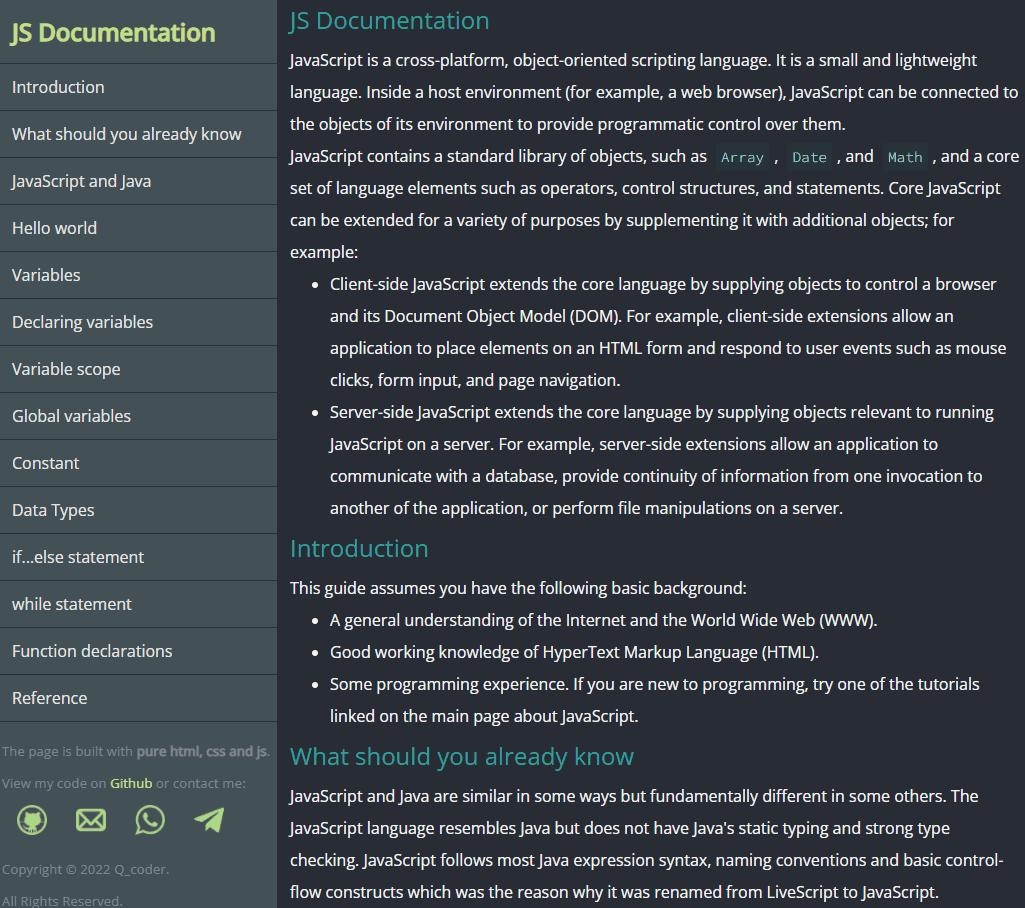 JS Documentation
Introduction
What should you already know
JavaScript and Java
Hello world
Variables
Declaring variables
Variable scope
Global variables
Constant
Data Types
if...else statement
while statement
Function declarations
Reference
The page is built with pure html, css and js.
View my code on Github or contact me:
Copyright © 2022 Q_coder.
All Rights Reserved.
JS Documentation
JavaScript is a cross-platform, object-oriented scripting language. It is a small and lightweight
language. Inside a host environment (for example, a web browser), JavaScript can be connected to
the objects of its environment to provide programmatic control over them.
JavaScript contains a standard library of objects, such as Array , Date , and Math , and a core
set of language elements such as operators, control structures, and statements. Core JavaScript
can be extended for a variety of purposes by supplementing it with additional objects; for
example:
• Client-side JavaScript extends the core language by supplying objects to control a browser
and its Document Object Model (DOM). For example, client-side extensions allow an
application to place elements on an HTML form and respond to user events such as mouse
clicks, form input, and page navigation.
• Server-side JavaScript extends the core language by supplying objects relevant to running
JavaScript on a server. For example, server-side extensions allow an application to
communicate with a database, provide continuity of information from one invocation to
another of the application, or perform file manipulations on a server.
Introduction
This guide assumes you have the following basic background:
• A general understanding of the Internet and the World Wide Web (WWW).
• Good working knowledge of HyperText Markup Language (HTML).
• Some programming experience. If you are new to programming, try one of the tutorials
linked on the main page about JavaScript.
What should you already know
JavaScript and Java are similar in some ways but fundamentally different in some others. The
JavaScript language resembles Java but does not have Java's static typing and strong type
checking. JavaScript follows most Java expression syntax, naming conventions and basic control-
flow constructs which was the reason why it was renamed from LiveScript to JavaScript.